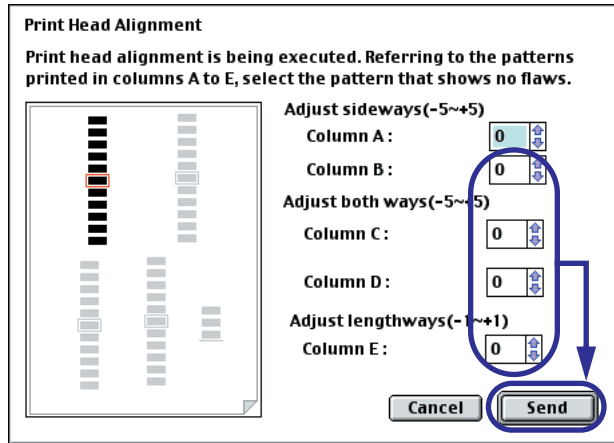 Print Head Alignment
Print head alignment is being executed. Referring to the patterns
printed in columns A to E, select the pattern that shows no flaws.
Adjust sideways(-5~+5)
Column A : 0
Column B : 0
Adjust both ways(-5~+5)
Column C : 0
Column D : 0
Adjust lengthways(-1~+1)
Column E : 0
Cancel Send